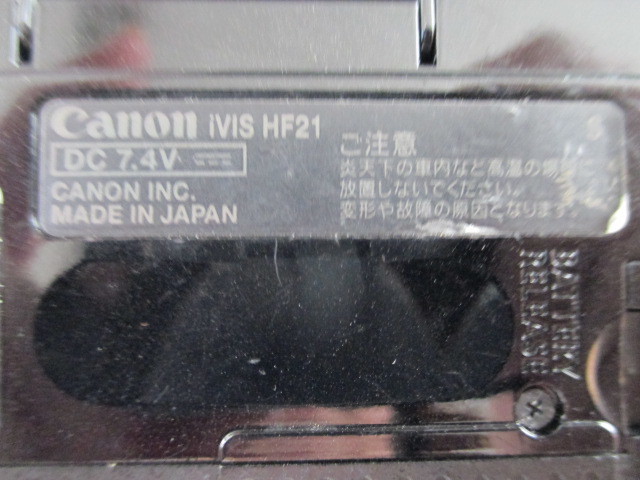 Canon iVIS HF21
DC 7.4V
CANON INC.
MADE IN JAPAN
ご注意
炎天下の車内など高温の場所に
放置しないでください。
変形や故障の原因となります。
BATTERY
RELEASE